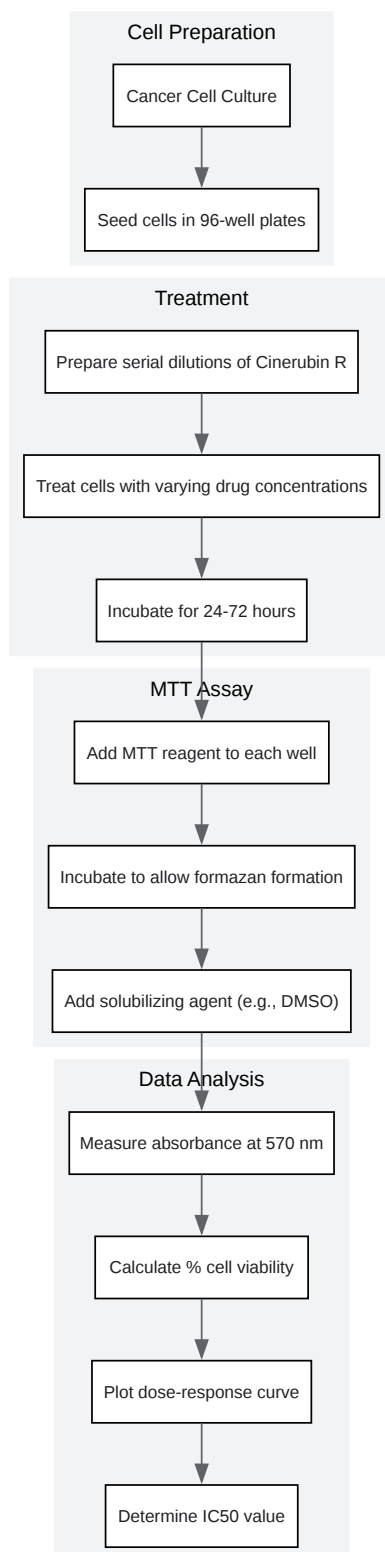 Cell Preparation
Cancer Cell Culture
Seed cells in 96-well plates
Treatment
Prepare serial dilutions of Cinerubin R
Treat cells with varying drug concentrations
Incubate for 24-72 hours
MTT Assay
Add MTT reagent to each well
Incubate to allow formazan formation
Add solubilizing agent (e.g., DMSO)
Data Analysis
Measure absorbance at 570 nm
Calculate % cell viability
Plot dose-response curve
Determine IC50 value